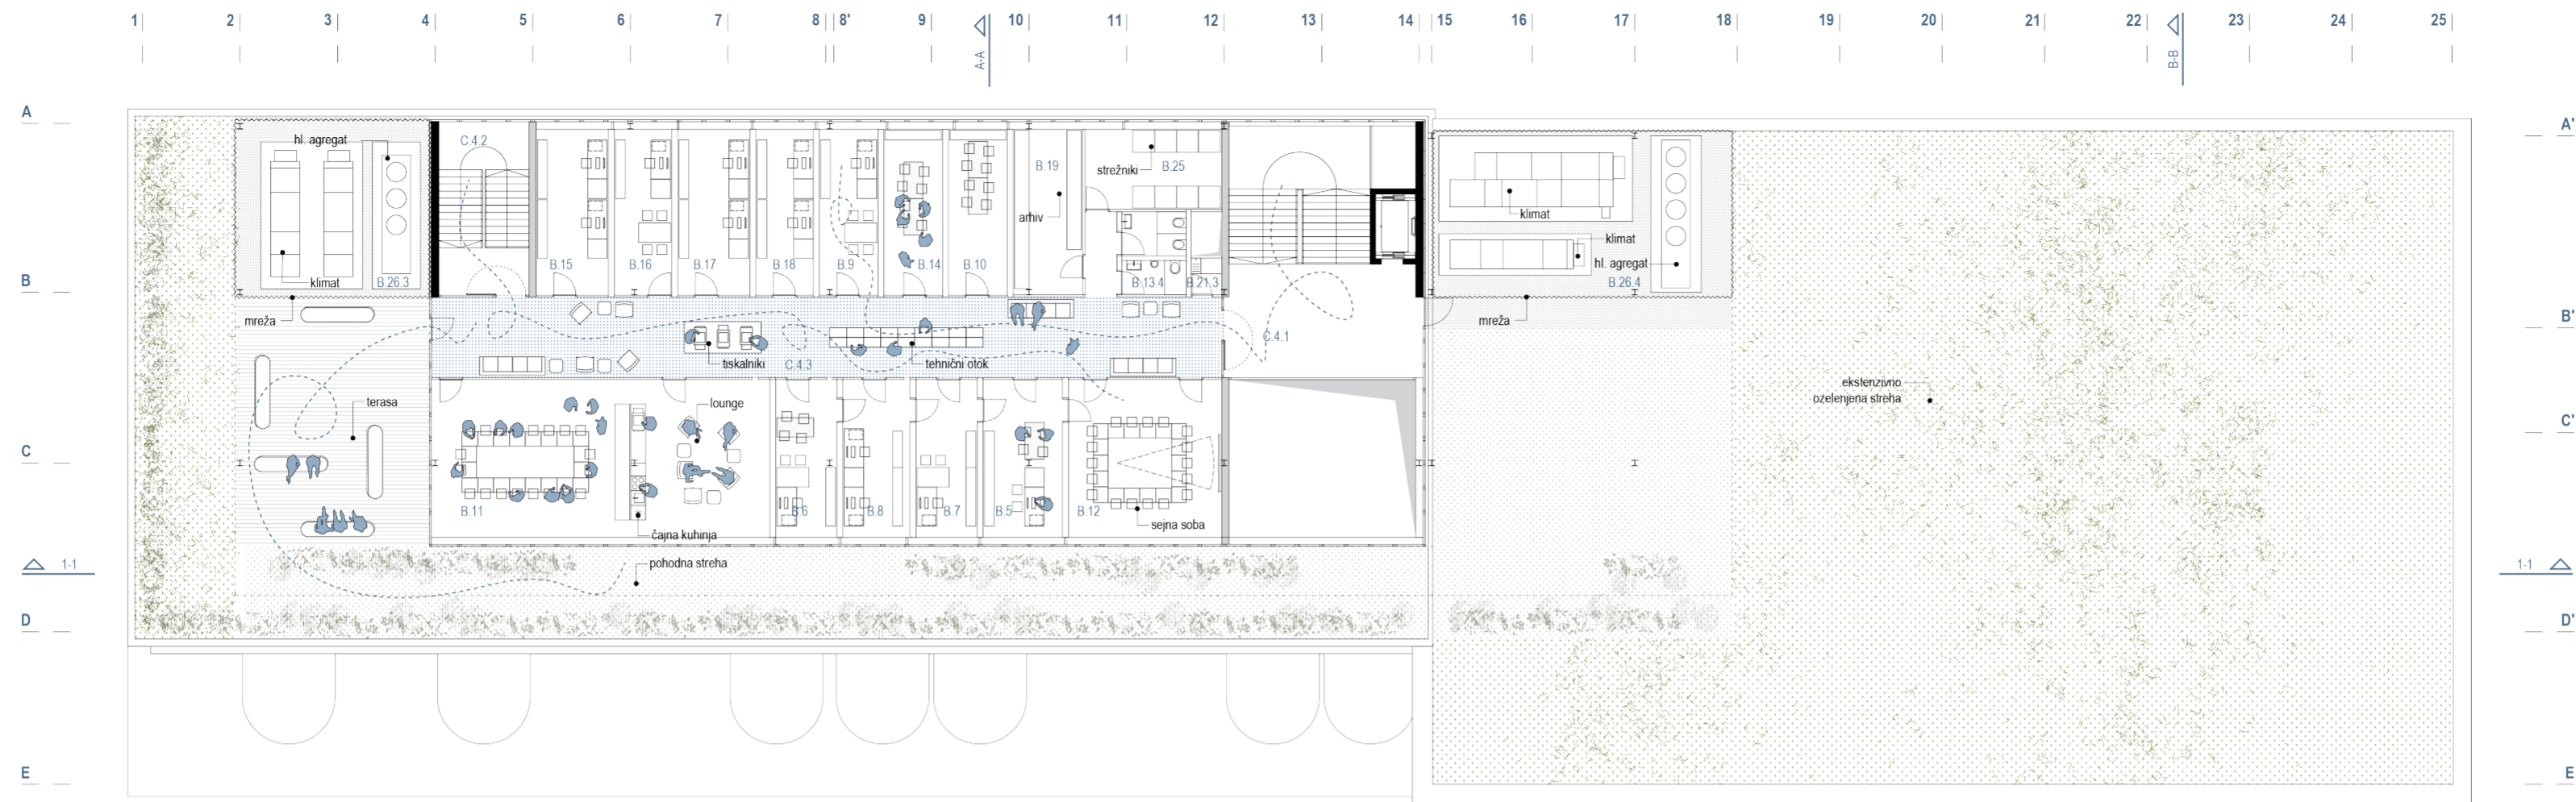 1 2 3 4 5 6 7 8 8' 9 10 11 12 13 14 15 16 17 18 19 20 21 22 23 24 25
A-A
B-B
A
A'
hl. agregat
C.4.2
B.19
strežniki
B.25
arhiv
klimat
klimat
hl. agregat
klimat
B.26.3
B.15
B.16
B.17
B.18
B.9
B.14
B.10
B.13.4
B.21.3
B.26.4
B
mreža
mreža
B'
C.4.1
tiskalniki
C.4.3
tehnični otok
ekstenzivno
ozelenjena streha
terasa
lounge
C'
C
B.11
B.6
B.8
B.7
B.5
B.12
sejna soba
čajna kuhinja
pohodna streha
1-1
1-1
D
D'
E
E